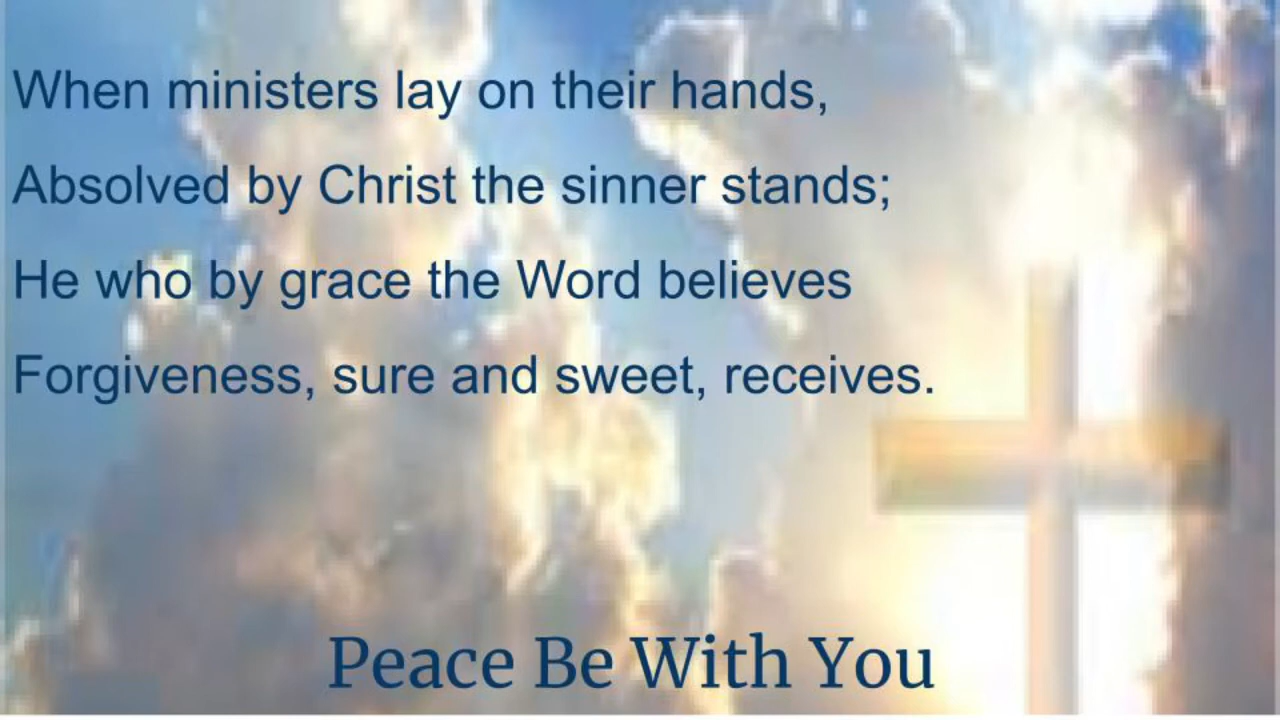 When ministers lay on their hands,
Absolved by Christ the sinner stands;
He who by grace the Word believes
Forgiveness, sure and sweet, receives.
Peace Be With You